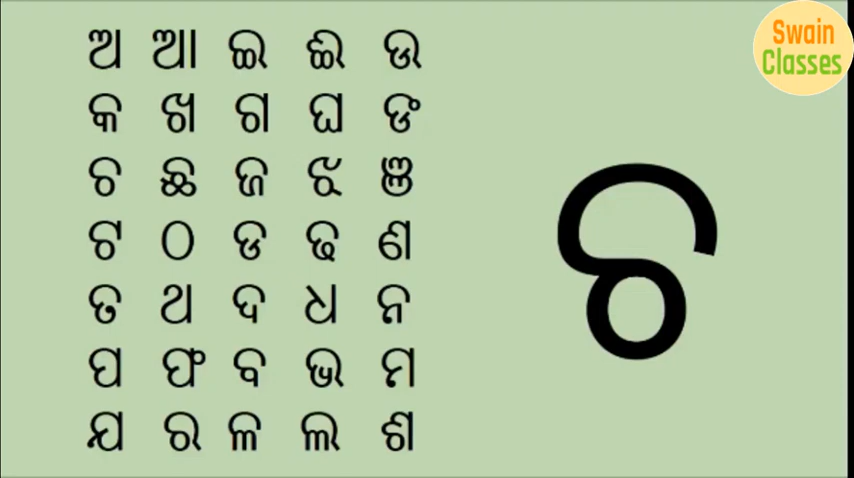 ଅ ଆ ଇ ଈ ଉ
କ ଖ ଗ ଘ ଙ
ଚ ଛ ଜ ଝ ଞ
ଟ ଠ ଡ ଢ ଣ
ତ ଥ ଦ ଧ ନ
ପ ଫ ବ ଭ ମ
ଯ ର ଳ ଲ ଶ
ଚ
Swain
Classes